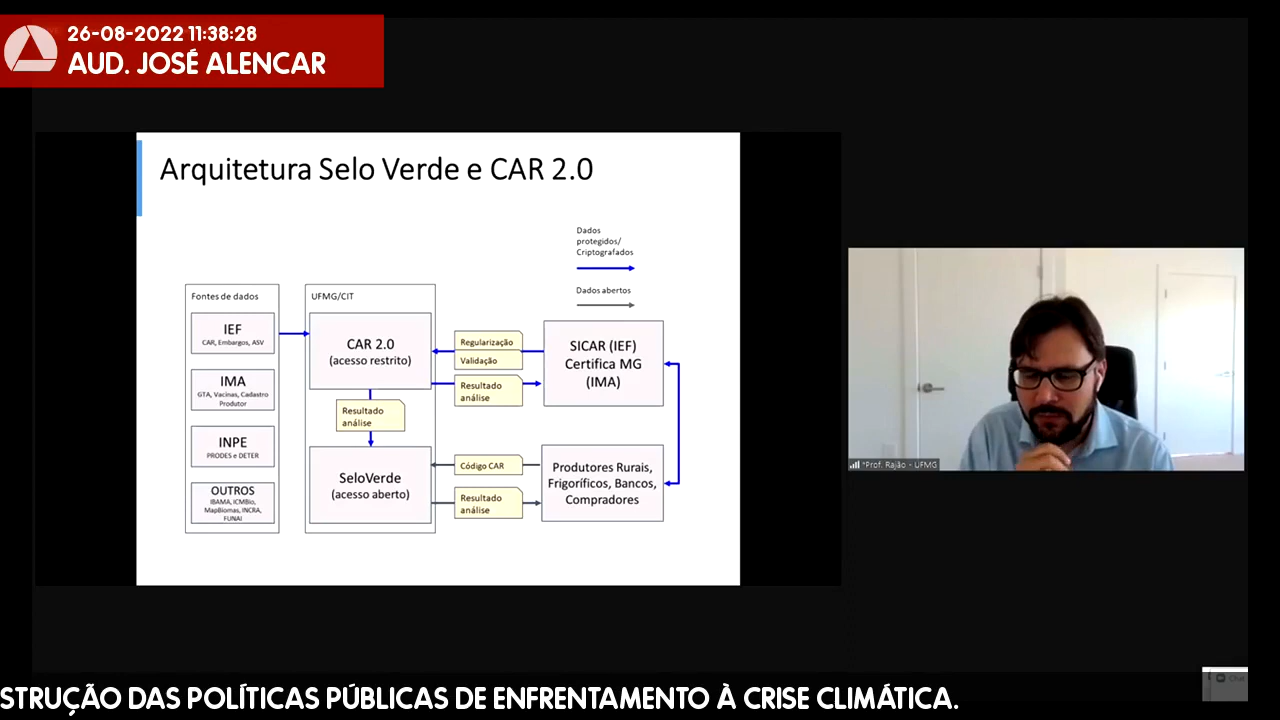 26-08-2022 11:38:28
AUD. JOSÉ ALENCAR
Arquitetura Selo Verde e CAR 2.0
Dados
protegidos/
Criptografados
Dados abertos
Fontes de dados
IEF
CAR, Embargos, ASV
IMA
GTA, Vacinas, Cadastro
Produtor
INPE
PRODES e DETER
OUTROS
IBAMA, ICMBio,
MapBiomas, INCRA,
FUNAI
UFMG/CIT
CAR 2.0
(acesso restrito)
Resultado
análise
SeloVerde
(acesso aberto)
Regularização
Validação
Resultado
análise
Código CAR
Resultado
análise
SICAR (IEF)
Certifica MG
(IMA)
Produtores Rurais,
Frigoríficos, Bancos,
Compradores
*Prof. Rajão - UFMG
Chat
STRUÇÃO DAS POLÍTICAS PÚBLICAS DE ENFRENTAMENTO À CRISE CLIMÁTICA.